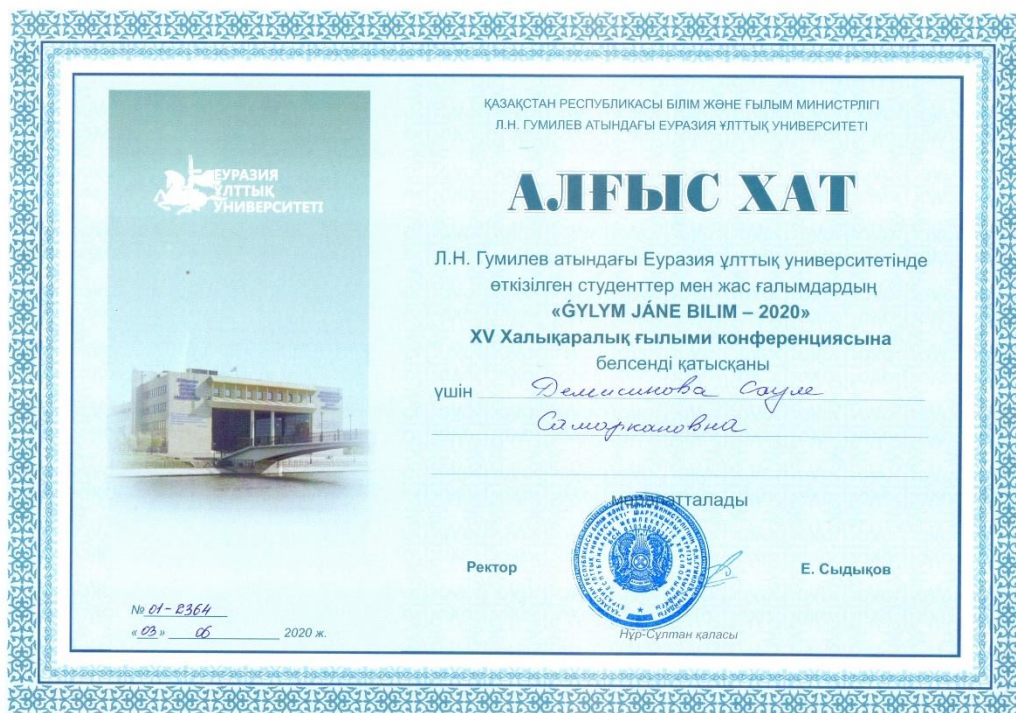 ЕУРАЗИЯ
ҰЛТТЫҚ
УНИВЕРСИТЕТІ
ҚАЗАҚСТАН РЕСПУБЛИКАСЫ БІЛІМ ЖӘНЕ ҒЫЛЫМ МИНИСТРЛІГІ
Л.Н. ГУМИЛЕВ АТЫНДАҒЫ ЕУРАЗИЯ ҰЛТТЫҚ УНИВЕРСИТЕТІ
АЛҒЫС ХАТ
Л.Н. Гумилев атындағы Еуразия ұлттық университетінде
өткізілген студенттер мен жас ғалымдардың
«ǴYLYM JÁNE BILIM – 2020»
XV Халықаралық ғылыми конференциясына
белсенді қатысқаны
үшін Демисинова Сауле
Самаркановна
марапатталады
Ректор Е. Сыдықов
Нұр-Сұлтан қаласы
№ 01-2364
«03» 06 2020 ж.